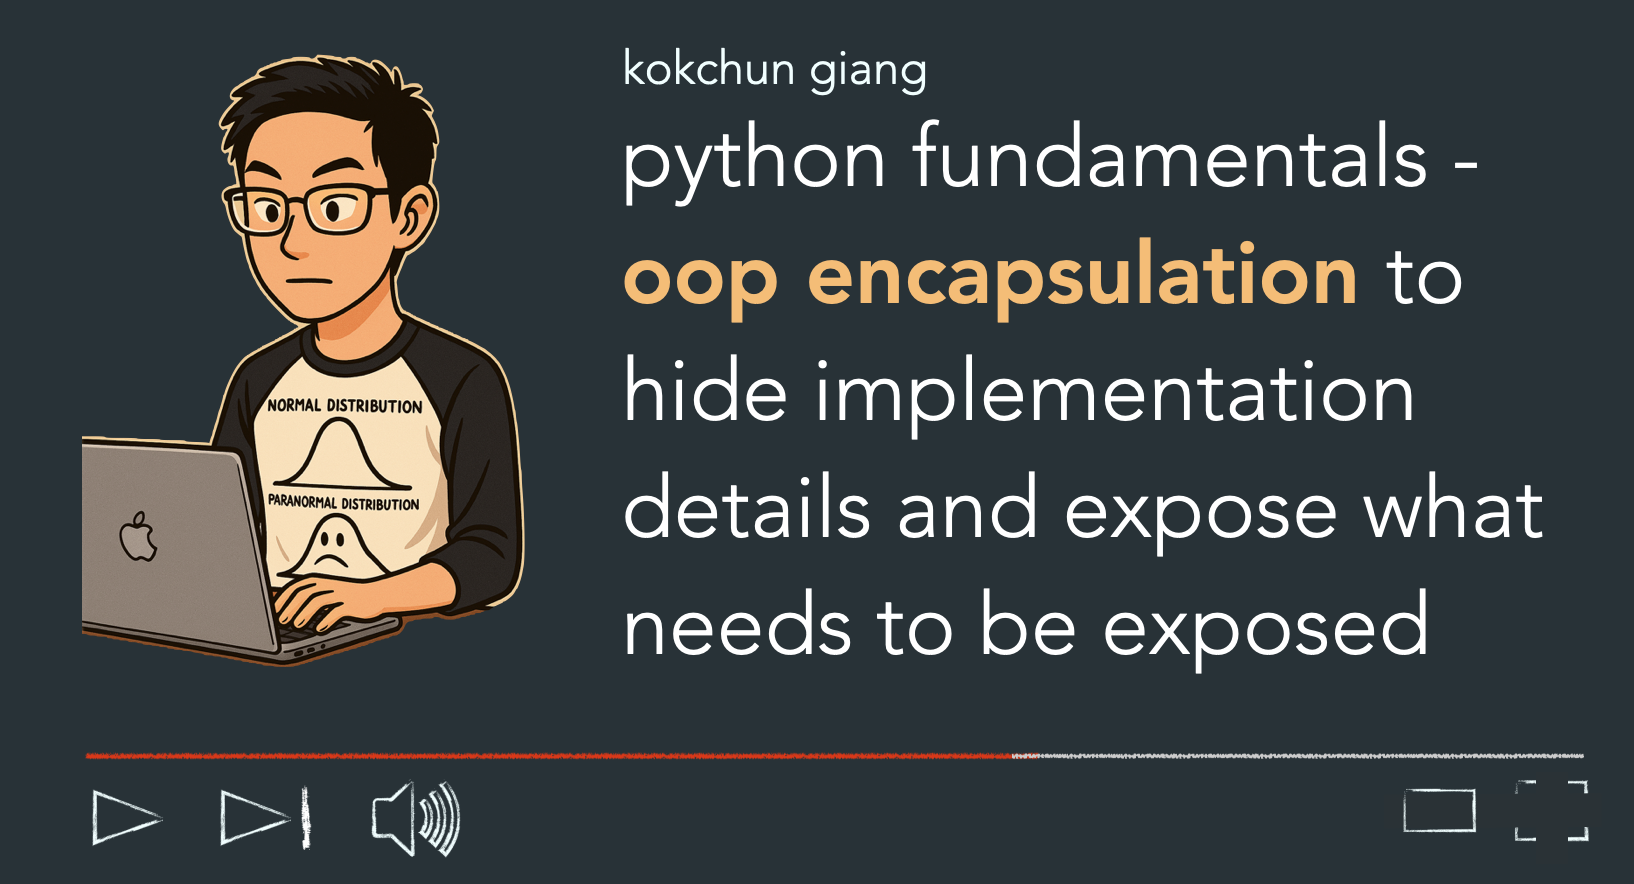 kokchun giang
python fundamentals -
oop encapsulation to
hide implementation
details and expose what
needs to be exposed
NORMAL DISTRIBUTION
PARANORMAL DISTRIBUTION